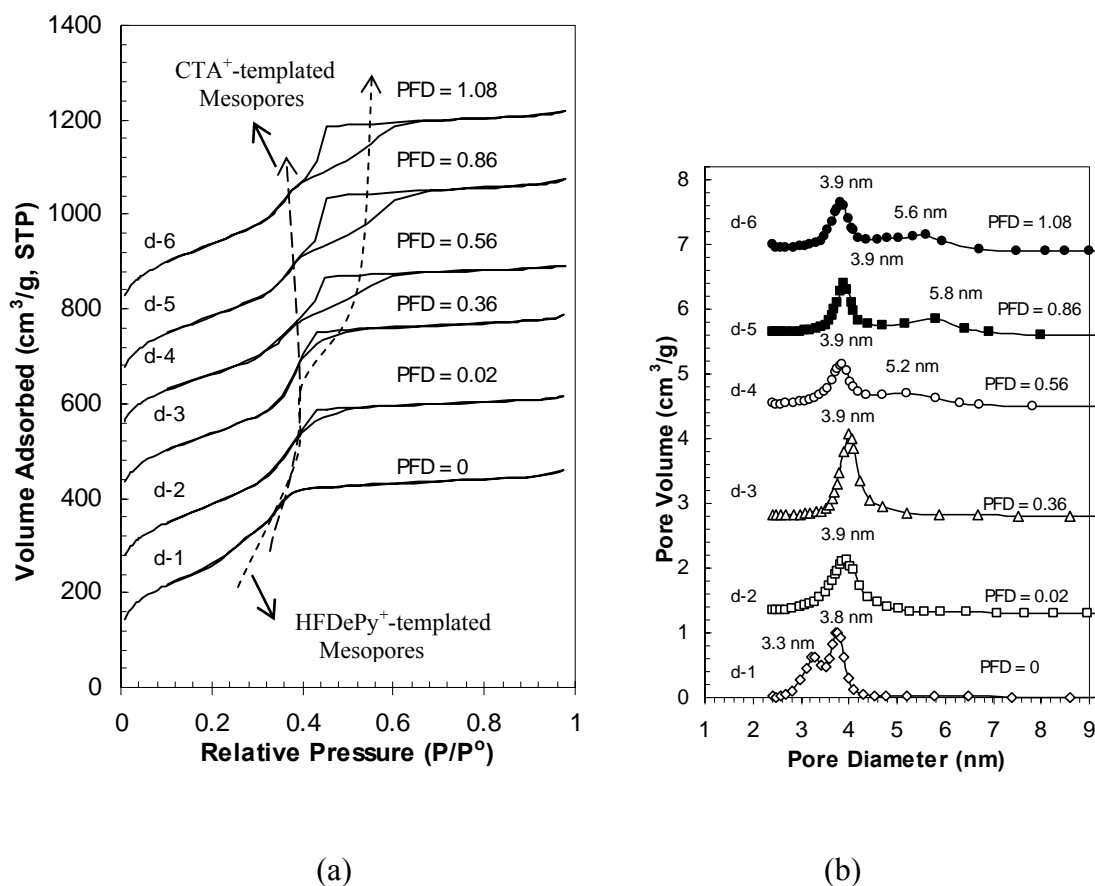 1400
1200
1000
800
600
400
200
0
Volume Adsorbed (cm³/g, STP)
CTA⁺-templated
Mesopores
PFD = 1.08
PFD = 0.86
PFD = 0.56
PFD = 0.36
PFD = 0.02
PFD = 0
d-6
d-5
d-4
d-3
d-2
d-1
HFDePy⁺-templated
Mesopores
0 0.2 0.4 0.6 0.8 1
Relative Pressure (P/Pº)
(a)
8
7
6
5
4
3
2
1
0
Pore Volume (cm³/g)
3.9 nm
d-6
5.6 nm
PFD = 1.08
3.9 nm
d-5
5.8 nm
PFD = 0.86
3.9 nm
d-4
5.2 nm
PFD = 0.56
3.9 nm
d-3
PFD = 0.36
3.9 nm
d-2
PFD = 0.02
3.8 nm
3.3 nm
d-1
PFD = 0
1 2 3 4 5 6 7 8 9
Pore Diameter (nm)
(b)